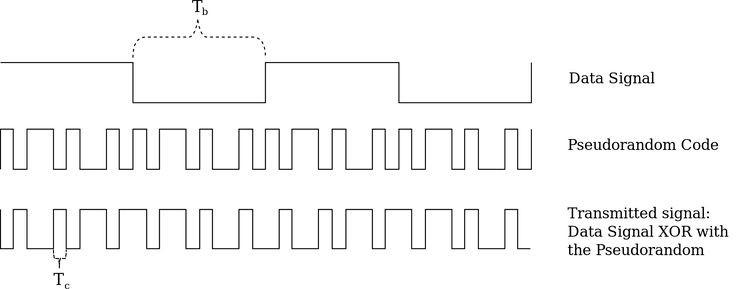 T_b
Data Signal
Pseudorandom Code
Transmitted signal:
Data Signal XOR with
the Pseudorandom
T_c